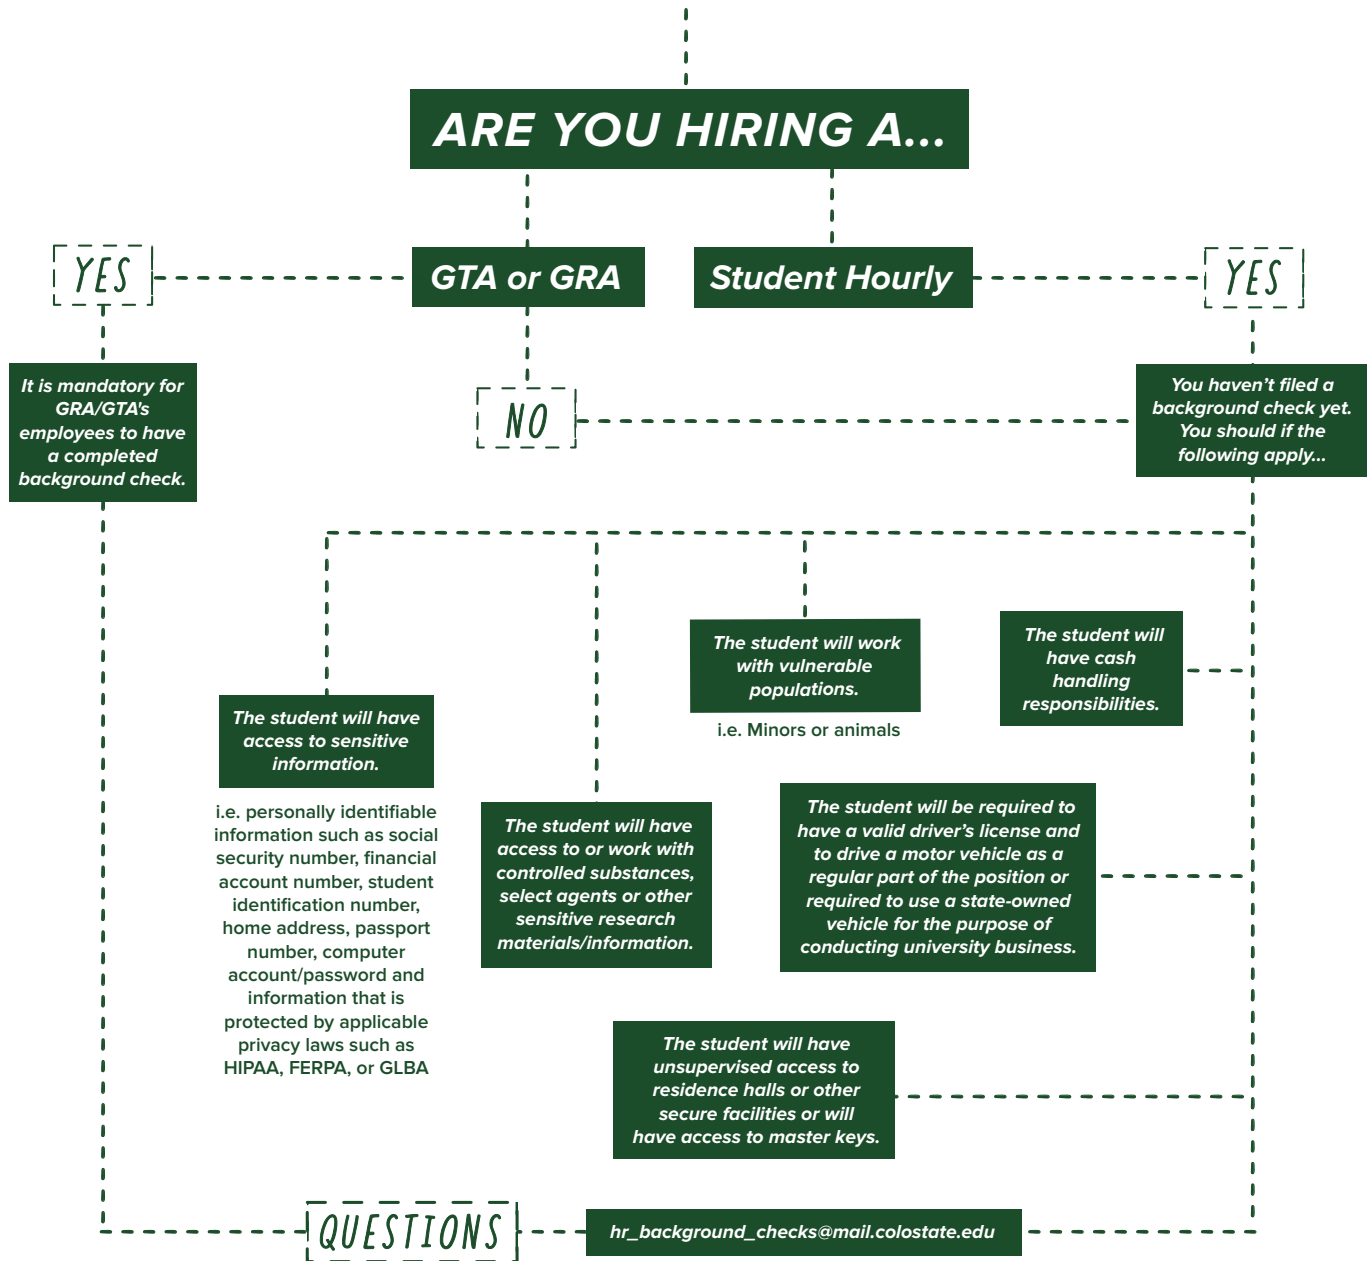 ARE YOU HIRING A...
YES
GTA or GRA
Student Hourly
YES
It is mandatory for
GRA/GTA's
employees to have
a completed
background check.
NO
You haven’t filed a
background check yet.
You should if the
following apply...
The student will work
with vulnerable
populations.
i.e. Minors or animals
The student will
have cash
handling
responsibilities.
The student will have
access to sensitive
information.
i.e. personally identifiable
information such as social
security number, financial
account number, student
identification number,
home address, passport
number, computer
account/password and
information that is
protected by applicable
privacy laws such as
HIPAA, FERPA, or GLBA
The student will have
access to or work with
controlled substances,
select agents or other
sensitive research
materials/information.
The student will be required to
have a valid driver’s license and
to drive a motor vehicle as a
regular part of the position or
required to use a state-owned
vehicle for the purpose of
conducting university business.
The student will have
unsupervised access to
residence halls or other
secure facilities or will
have access to master keys.
QUESTIONS
hr_background_checks@mail.colostate.edu